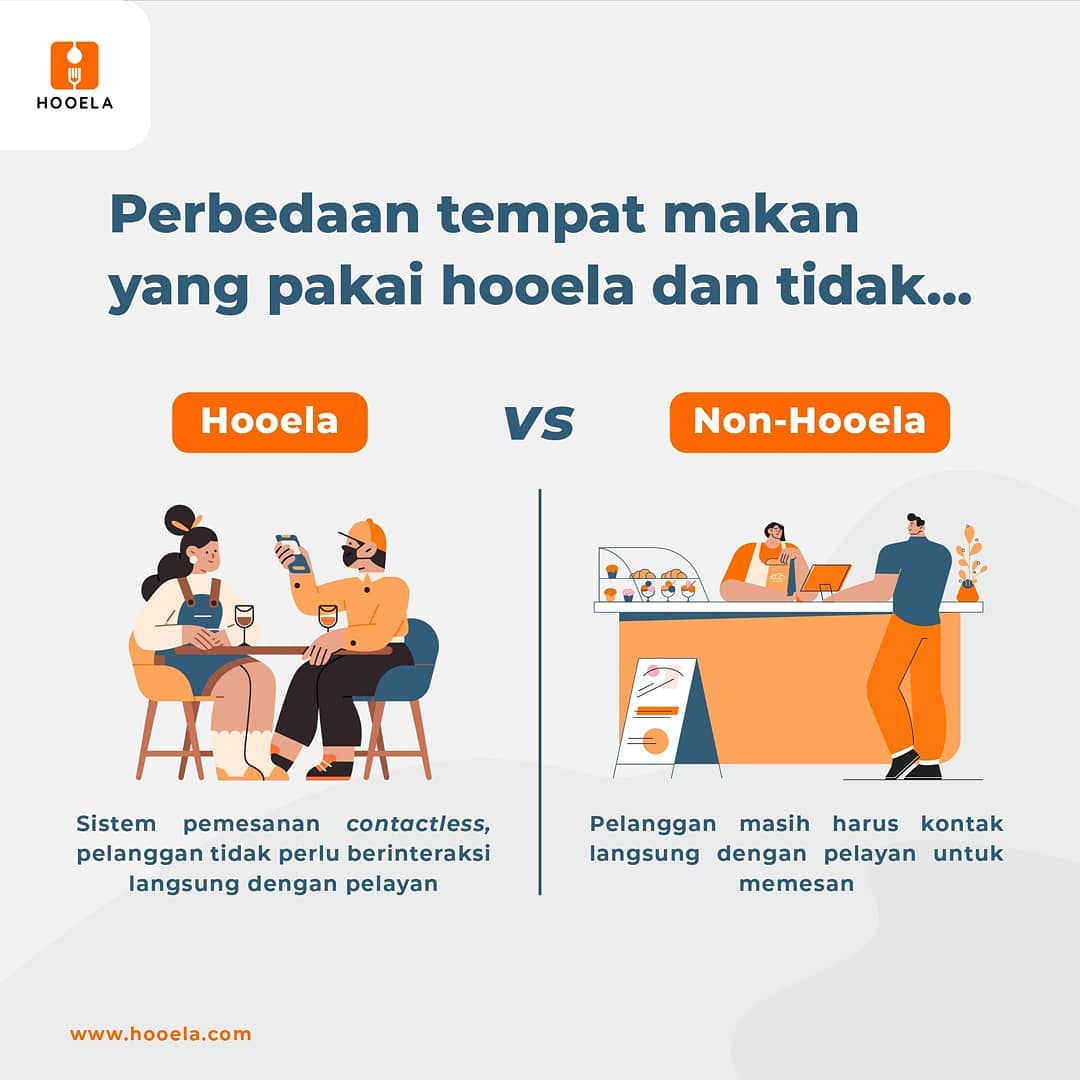 HOOELA
Perbedaan tempat makan
yang pakai hooela dan tidak...
Hooela
vs
Non-Hooela
Sistem pemesanan contactless,
pelanggan tidak perlu berinteraksi
langsung dengan pelayan
Pelanggan masih harus kontak
langsung dengan pelayan untuk
memesan
www.hooela.com